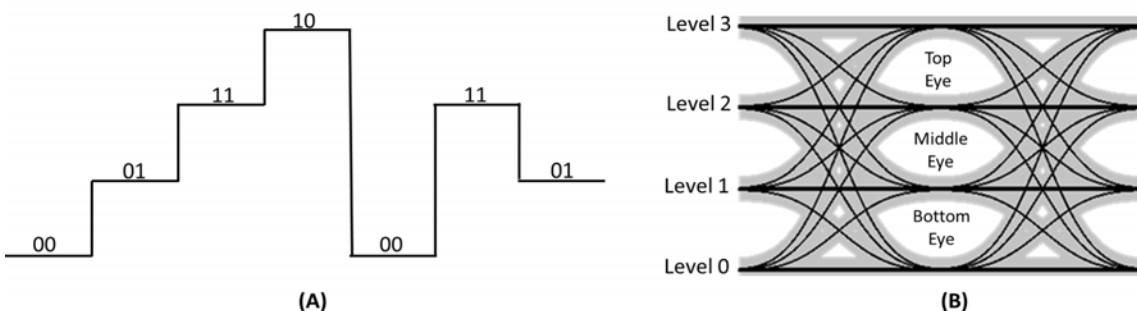 10
11
11
01
01
00
00
(A)
Level 3
Level 2
Level 1
Level 0
Top
Eye
Middle
Eye
Bottom
Eye
(B)